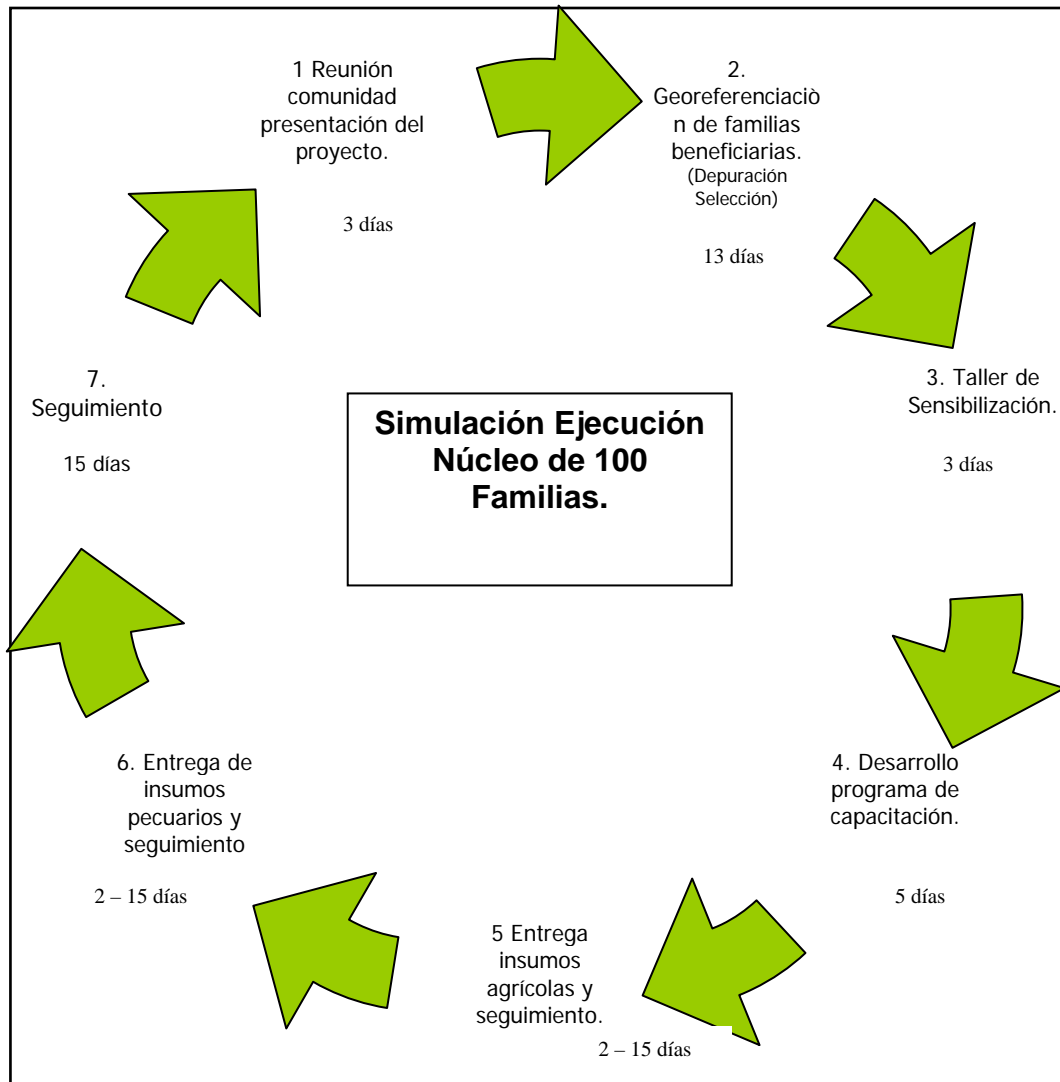 1 Reunión
comunidad
presentación del
proyecto.
3 días
2.
Georeferenciaciò
n de familias
beneficiarias.
(Depuración
Selección)
13 días
3. Taller de
Sensibilización.
3 días
4. Desarrollo
programa de
capacitación.
5 días
5 Entrega
insumos
agrícolas y
seguimiento.
2 – 15 días
6. Entrega de
insumos
pecuarios y
seguimiento
2 – 15 días
7.
Seguimiento
15 días
Simulación Ejecución
Núcleo de 100
Familias.